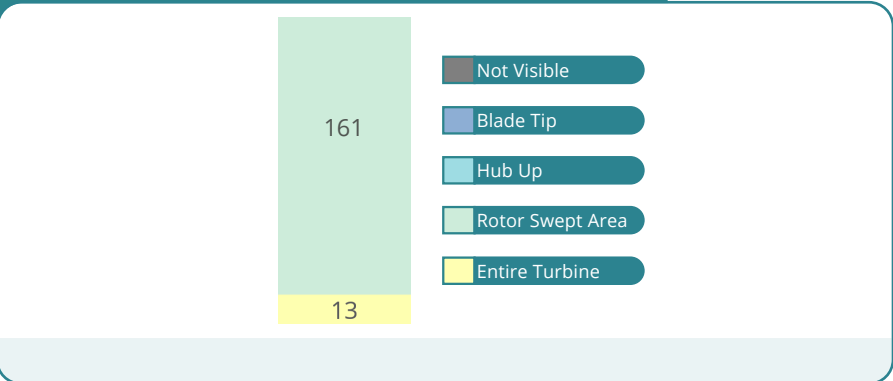 161
13
Not Visible
Blade Tip
Hub Up
Rotor Swept Area
Entire Turbine